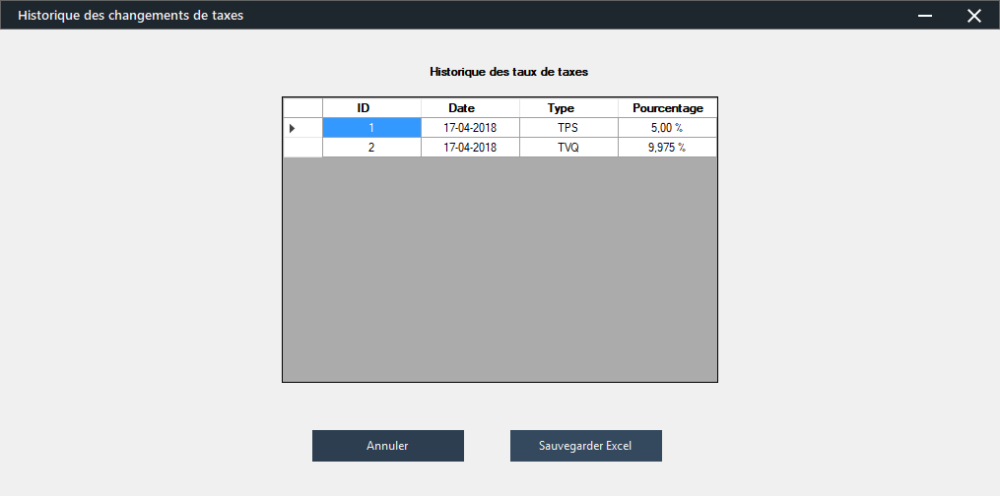 Historique des changements de taxes
Historique des taux de taxes
ID Date Type Pourcentage
1 17-04-2018 TPS 5,00 %
2 17-04-2018 TVQ 9,975 %
Annuler Sauvegarder Excel